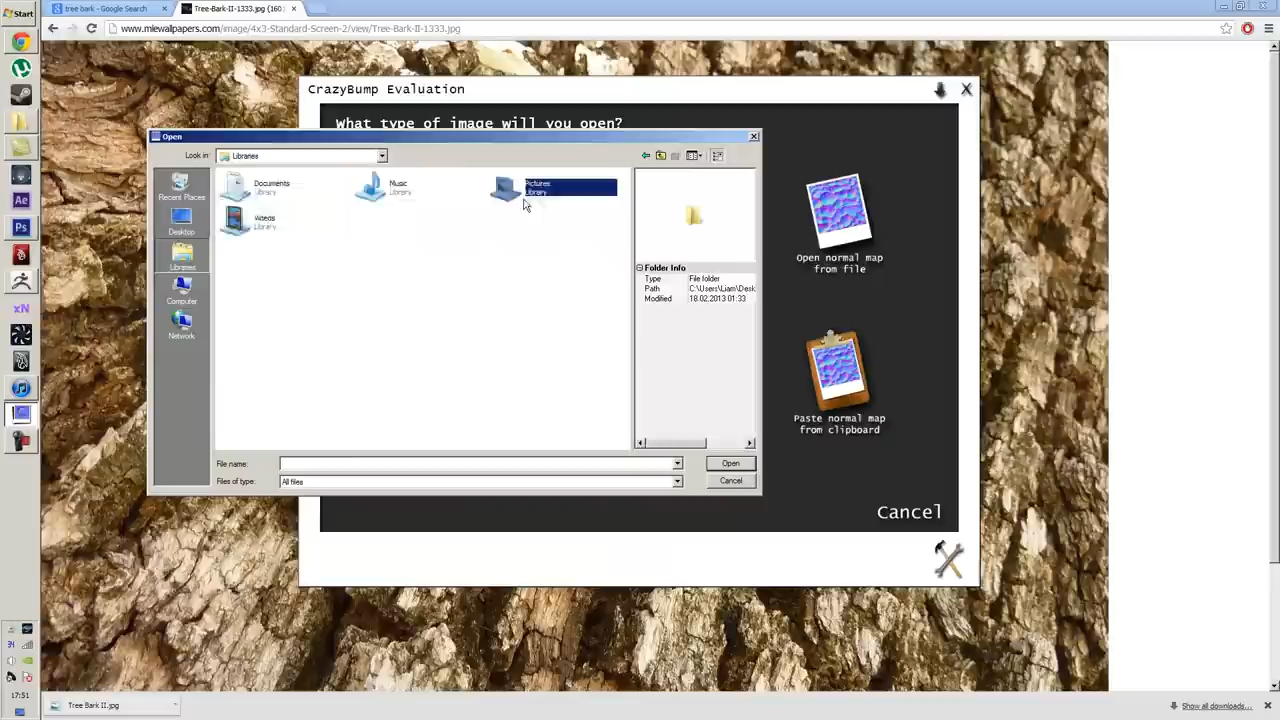 Start
tree bark - Google Search
Tree-Bark-II-1333.jpg (160
www.mlewallpapers.com/image/4x3-Standard-Screen-2/view/Tree-Bark-II-1333.jpg
CrazyBump Evaluation
X
What type of image will you open?
Open
Look in:
Libraries
Recent Places
Desktop
Libraries
Computer
Network
Documents
Library
Music
Library
Pictures
Library
Videos
Library
Folder Info
Type File folder
Path C:\Users\Liam\Desk
Modified 18.02.2013 01:33
File name:
Open
Files of type:
All files
Cancel
Open normal map
from file
Paste normal map
from clipboard
Cancel
Ae
Ps
xN
34
17:51
Tree Bark II.jpg
Show all downloads...